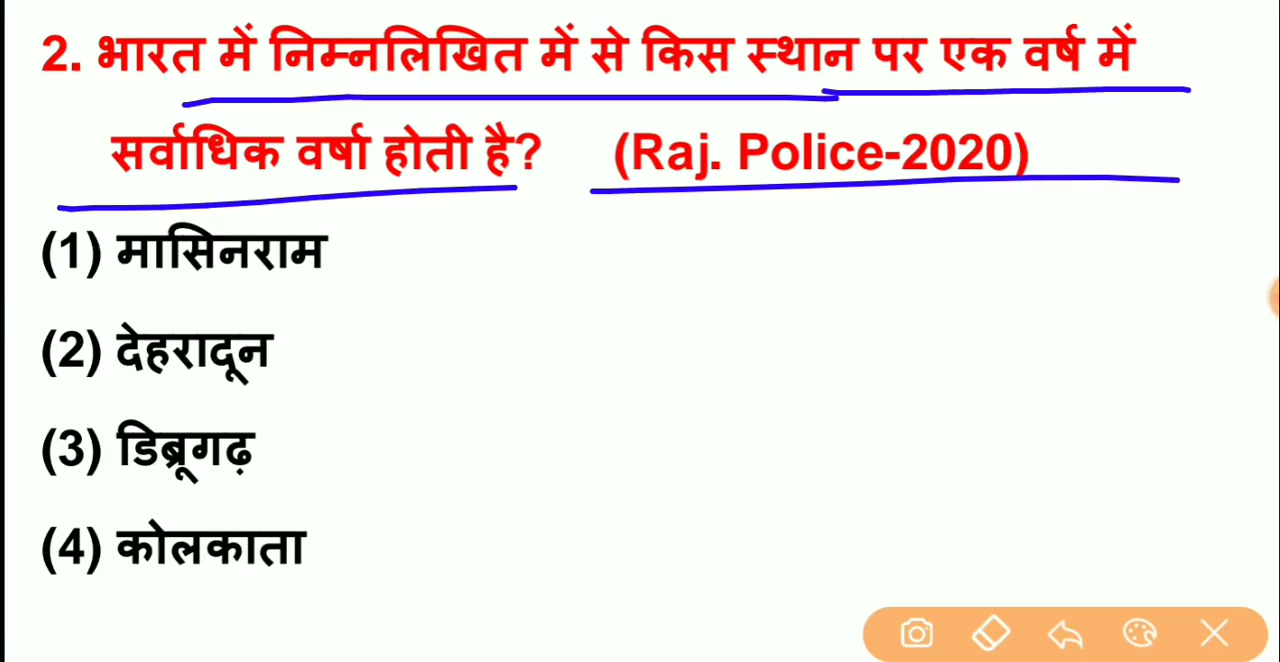 2. भारत में निम्नलिखित में से किस स्थान पर एक वर्ष में
सर्वाधिक वर्षा होती है? (Raj. Police-2020)
(1) मासिनराम
(2) देहरादून
(3) डिब्रूगढ़
(4) कोलकाता